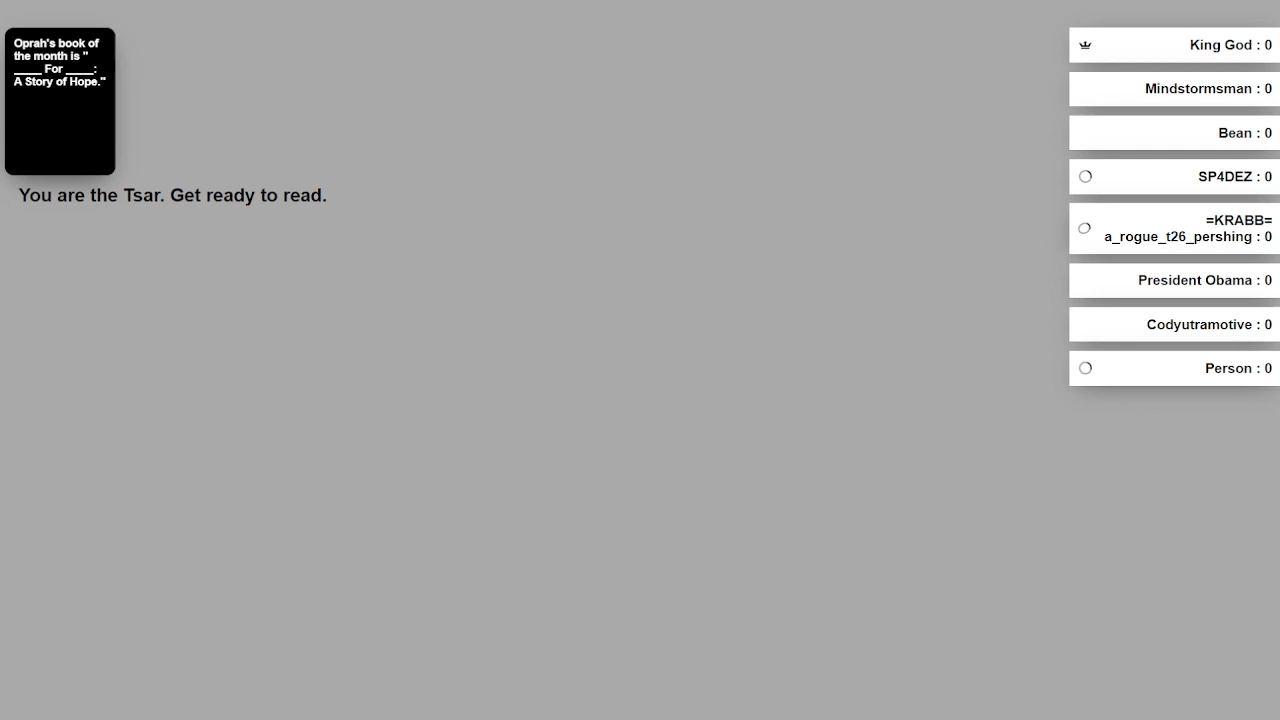 Oprah's book of
the month is "
_____ For _____:
A Story of Hope."
You are the Tsar. Get ready to read.
King God : 0
Mindstormsman : 0
Bean : 0
SP4DEZ : 0
=KRABB=
a_rogue_t26_pershing : 0
President Obama : 0
Codyutramotive : 0
Person : 0